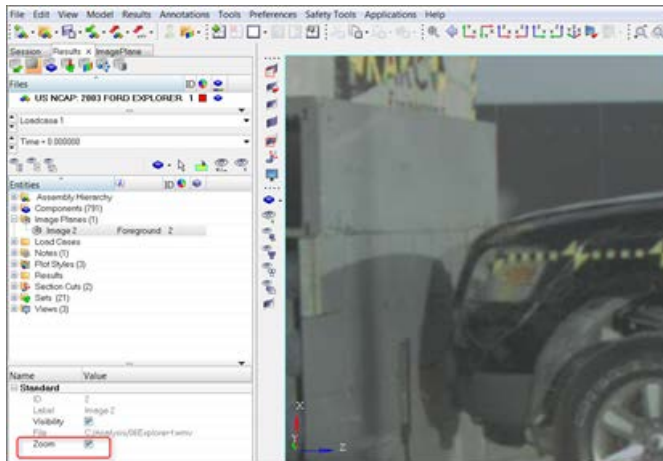 File Edit View Model Results Annotations Tools Preferences Safety Tools Applications Help
Session Results × ImagePlane
Files ID
US NCAP: 2003 FORD EXPLORER 1
Loadcase 1
Time = 0.000000
Entities ID
Assembly Hierarchy
Components (791)
Image Planes (1)
Image 2 Foreground 2
Load Cases
Notes (1)
Plot Styles (3)
Results
Section Cuts (2)
Sets (21)
Views (3)
Name Value
Standard
ID 2
Label Image 2
Visibility
File
Zoom
X
Y
Z